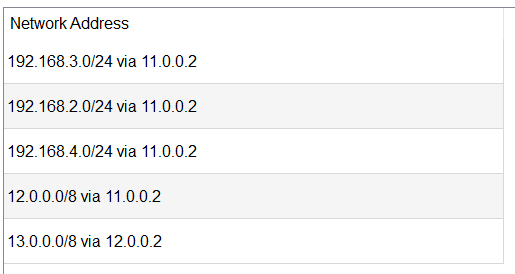 Network Address
192.168.3.0/24 via 11.0.0.2
192.168.2.0/24 via 11.0.0.2
192.168.4.0/24 via 11.0.0.2
12.0.0.0/8 via 11.0.0.2
13.0.0.0/8 via 12.0.0.2